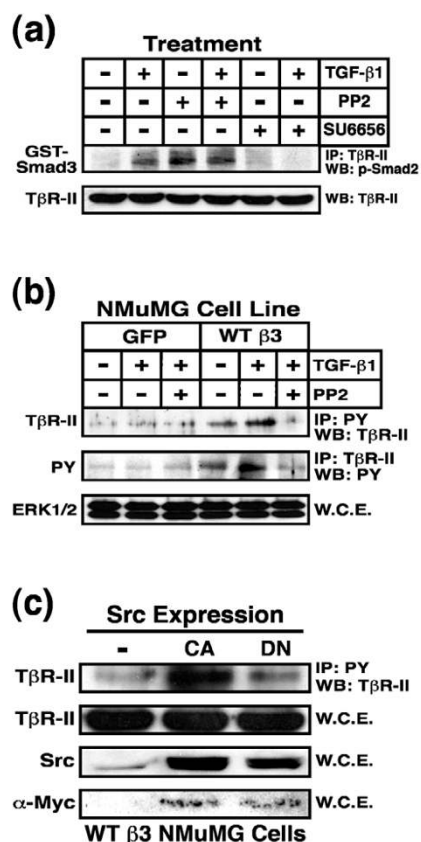 (a)
Treatment
- + - + - + TGF-β1
- - + + - - PP2
- - - - + + SU6656
GST-
Smad3
IP: TβR-II
WB: p-Smad2
TβR-II
WB: TβR-II
(b)
NMuMG Cell Line
GFP WT β3
- + + - + + TGF-β1
- - + - - + PP2
TβR-II
IP: PY
WB: TβR-II
PY
IP: TβR-II
WB: PY
ERK1/2
W.C.E.
(c)
Src Expression
- CA DN
TβR-II
IP: PY
WB: TβR-II
TβR-II
W.C.E.
Src
W.C.E.
α-Myc
W.C.E.
WT β3 NMuMG Cells